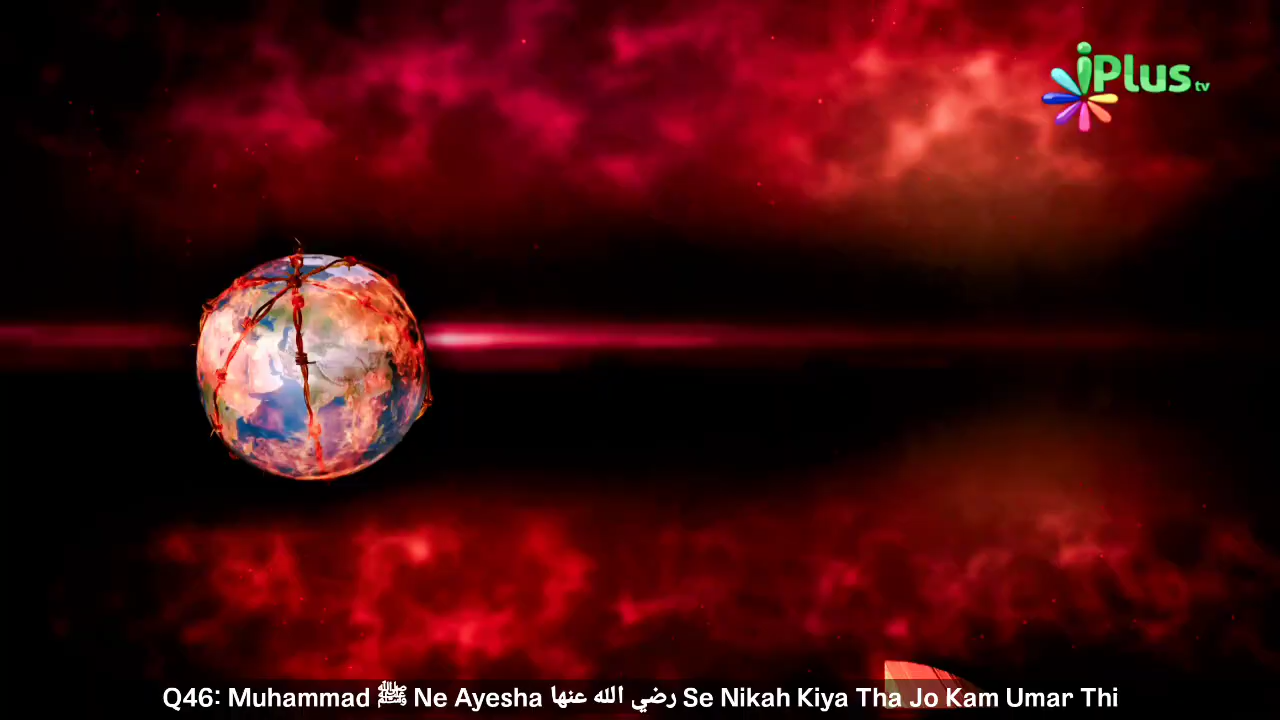 iPlus tv
Q46: Muhammad ﷺ Ne Ayesha رضي الله عنها Se Nikah Kiya Tha Jo Kam Umar Thi